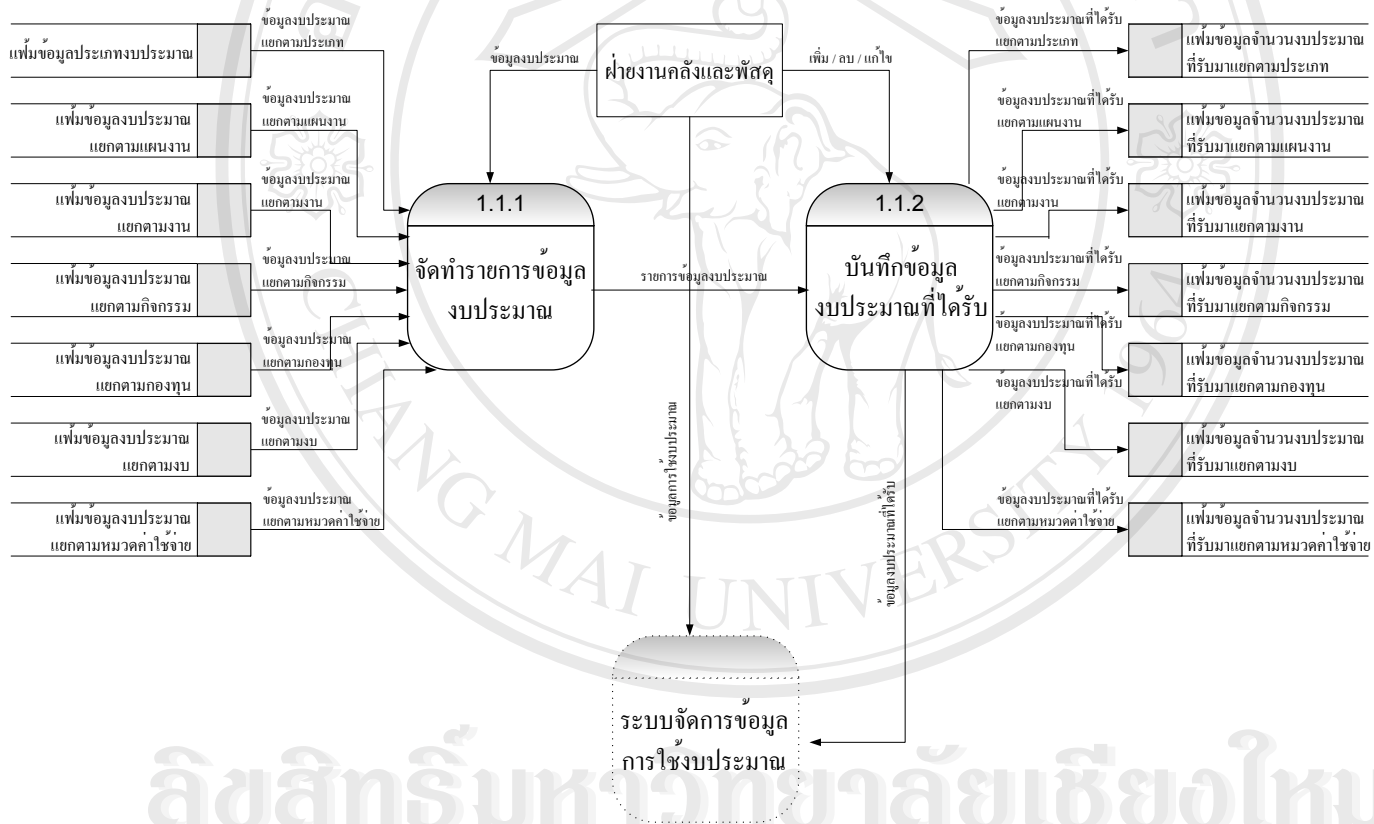 ข้อมูลงบประมาณ
แยกตามประเภท
แฟ้มข้อมูลประเภทงบประมาณ
ข้อมูลงบประมาณ
แยกตามแผนงาน
แฟ้มข้อมูลงบประมาณ
แยกตามแผนงาน
ข้อมูลงบประมาณ
แยกตามงาน
แฟ้มข้อมูลงบประมาณ
แยกตามงาน
ข้อมูลงบประมาณ
แยกตามกิจกรรม
แฟ้มข้อมูลงบประมาณ
แยกตามกิจกรรม
ข้อมูลงบประมาณ
แยกตามกองทุน
แฟ้มข้อมูลงบประมาณ
แยกตามกองทุน
ข้อมูลงบประมาณ
แยกตามงบ
แฟ้มข้อมูลงบประมาณ
แยกตามงบ
ข้อมูลงบประมาณ
แยกตามหมวดค่าใช้จ่าย
แฟ้มข้อมูลงบประมาณ
แยกตามหมวดค่าใช้จ่าย
ข้อมูลงบประมาณ
ฝ่ายงานคลังและพัสดุ
เพิ่ม / ลบ / แก้ไข
1.1.1
จัดทำรายการข้อมูล
งบประมาณ
รายการข้อมูลงบประมาณ
1.1.2
บันทึกข้อมูล
งบประมาณที่ได้รับ
ข้อมูลการใช้งบประมาณ
ข้อมูลงบประมาณที่ได้รับ
ระบบจัดการข้อมูล
การใช้งบประมาณ
ข้อมูลงบประมาณที่ได้รับ
แยกตามประเภท
แฟ้มข้อมูลจำนวนงบประมาณ
ที่รับมาแยกตามประเภท
ข้อมูลงบประมาณที่ได้รับ
แยกตามแผนงาน
แฟ้มข้อมูลจำนวนงบประมาณ
ที่รับมาแยกตามแผนงาน
ข้อมูลงบประมาณที่ได้รับ
แยกตามงาน
แฟ้มข้อมูลจำนวนงบประมาณ
ที่รับมาแยกตามงาน
ข้อมูลงบประมาณที่ได้รับ
แยกตามกิจกรรม
แฟ้มข้อมูลจำนวนงบประมาณ
ที่รับมาแยกตามกิจกรรม
ข้อมูลงบประมาณที่ได้รับ
แยกตามกองทุน
แฟ้มข้อมูลจำนวนงบประมาณ
ที่รับมาแยกตามกองทุน
ข้อมูลงบประมาณที่ได้รับ
แยกตามงบ
แฟ้มข้อมูลจำนวนงบประมาณ
ที่รับมาแยกตามงบ
ข้อมูลงบประมาณที่ได้รับ
แยกตามหมวดค่าใช้จ่าย
แฟ้มข้อมูลจำนวนงบประมาณ
ที่รับมาแยกตามหมวดค่าใช้จ่าย
CHIANG MAI UNIVERSITY 1964
ลิขสิทธิ์มหาวิทยาลัยเชียงใหม